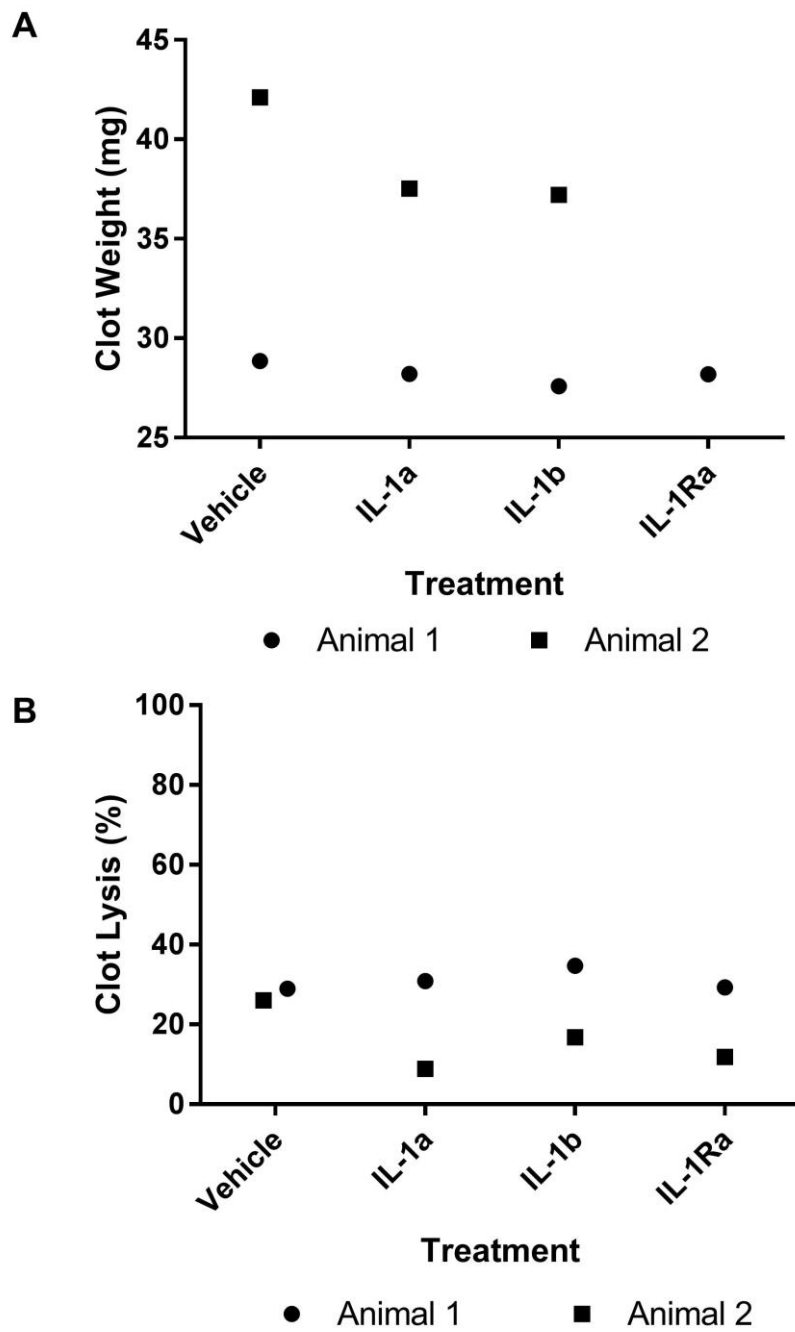 A
Clot Weight (mg)
45
40
35
30
25
Vehicle
IL-1a
IL-1b
IL-1Ra
Treatment
Animal 1
Animal 2
B
Clot Lysis (%)
100
80
60
40
20
0
Vehicle
IL-1a
IL-1b
IL-1Ra
Treatment
Animal 1
Animal 2